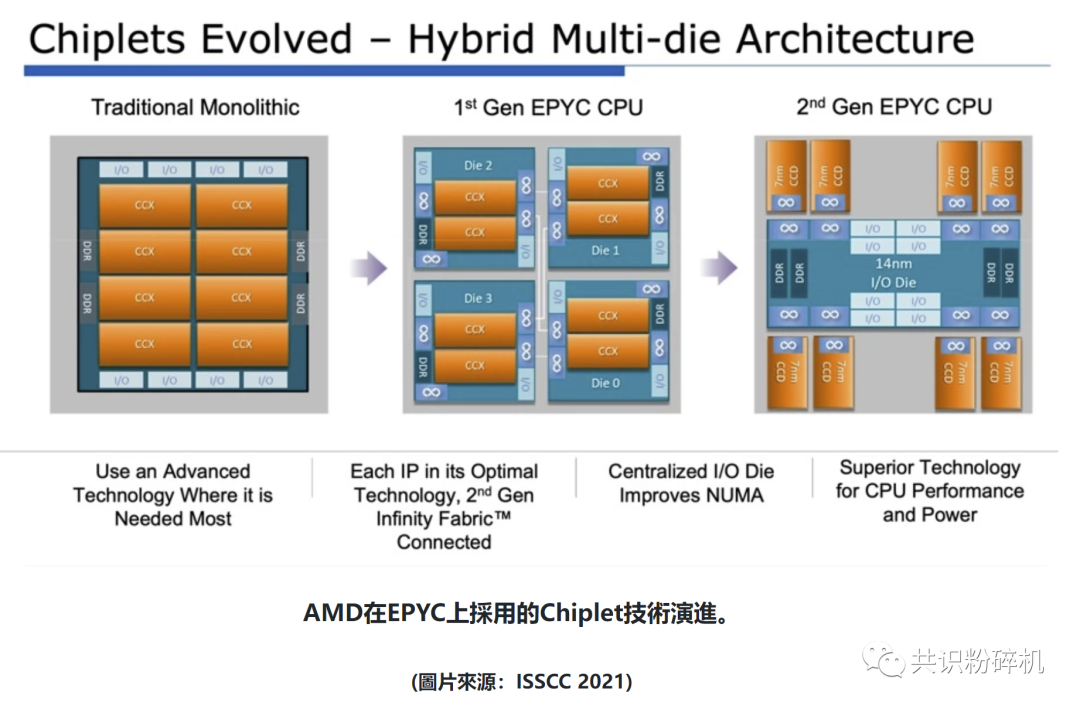 Chiplets Evolved – Hybrid Multi-die Architecture
Traditional Monolithic
1st Gen EPYC CPU
2nd Gen EPYC CPU
I/O I/O I/O I/O
CCX CCX
DDR CCX CCX DDR
DDR CCX CCX DDR
CCX CCX
I/O I/O I/O I/O
I/O Die 2 ∞
∞ CCX
DDR CCX ∞
∞ I/O
I/O ∞
CCX DDR
∞ CCX ∞
Die 1 I/O
I/O Die 3 ∞
∞ CCX
DDR CCX ∞
∞ I/O
I/O ∞
CCX DDR
∞ CCX ∞
Die 0 I/O
7nm CCD 7nm CCD 7nm CCD 7nm CCD
∞ ∞ ∞ ∞
∞ ∞ I/O I/O ∞ ∞
I/O I/O
DDR DDR 14nm DDR DDR
I/O Die
I/O I/O
∞ ∞ I/O I/O ∞ ∞
∞ ∞ ∞ ∞
7nm CCD 7nm CCD 7nm CCD 7nm CCD
Use an Advanced
Technology Where it is
Needed Most
Each IP in its Optimal
Technology, 2nd Gen
Infinity Fabric™
Connected
Centralized I/O Die
Improves NUMA
Superior Technology
for CPU Performance
and Power
AMD在EPYC上採用的Chiplet技術演進。
共识粉碎机
(圖片來源：ISSCC 2021)